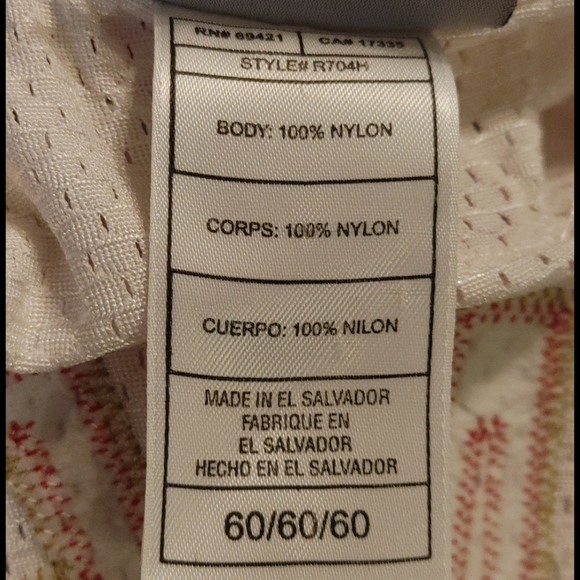 RN# 69421 CA# 17335
STYLE# R704H
BODY: 100% NYLON
CORPS: 100% NYLON
CUERPO: 100% NILON
MADE IN EL SALVADOR
FABRIQUE EN
EL SALVADOR
HECHO EN EL SALVADOR
60/60/60